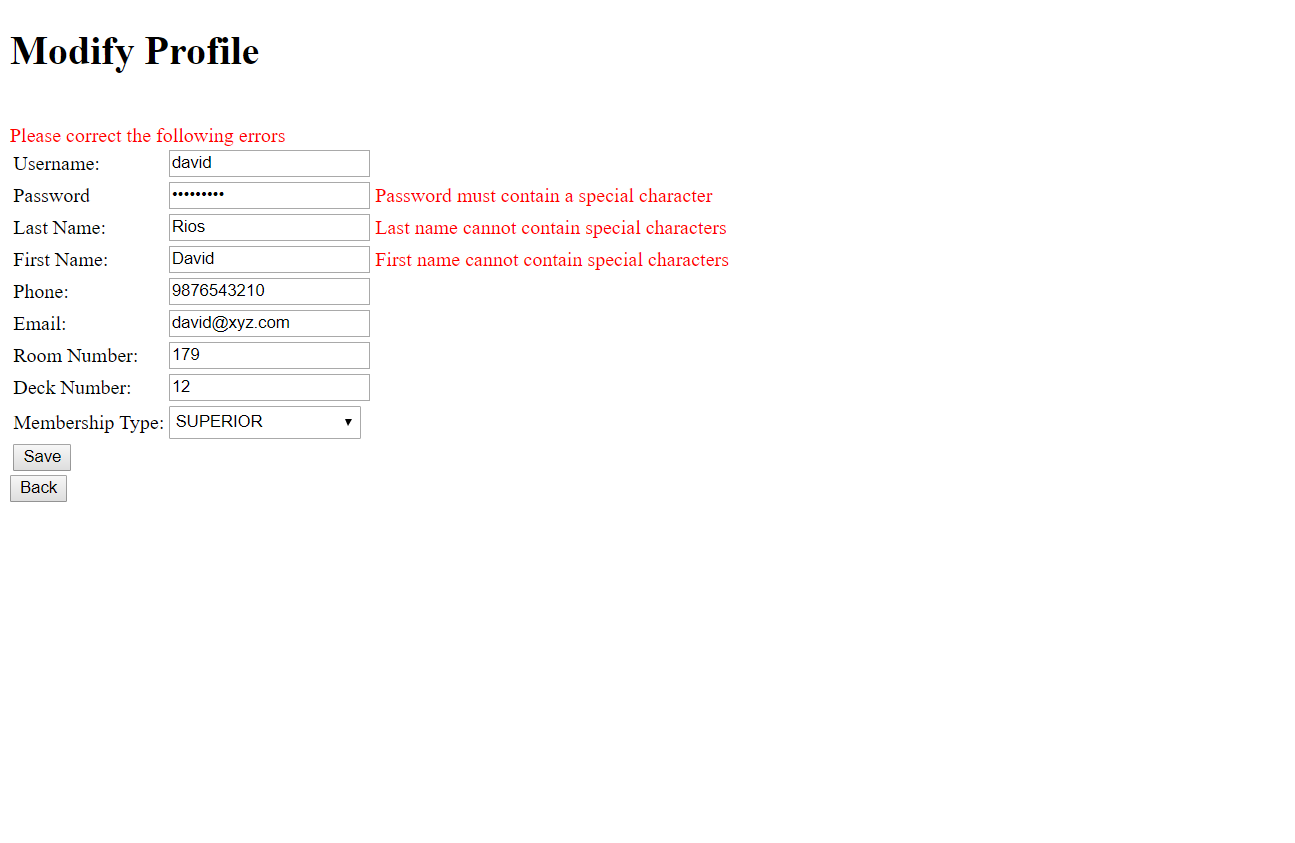 Modify Profile
Please correct the following errors
Username: david
Password ••••••••• Password must contain a special character
Last Name: Rios Last name cannot contain special characters
First Name: David First name cannot contain special characters
Phone: 9876543210
Email: david@xyz.com
Room Number: 179
Deck Number: 12
Membership Type: SUPERIOR
Save
Back